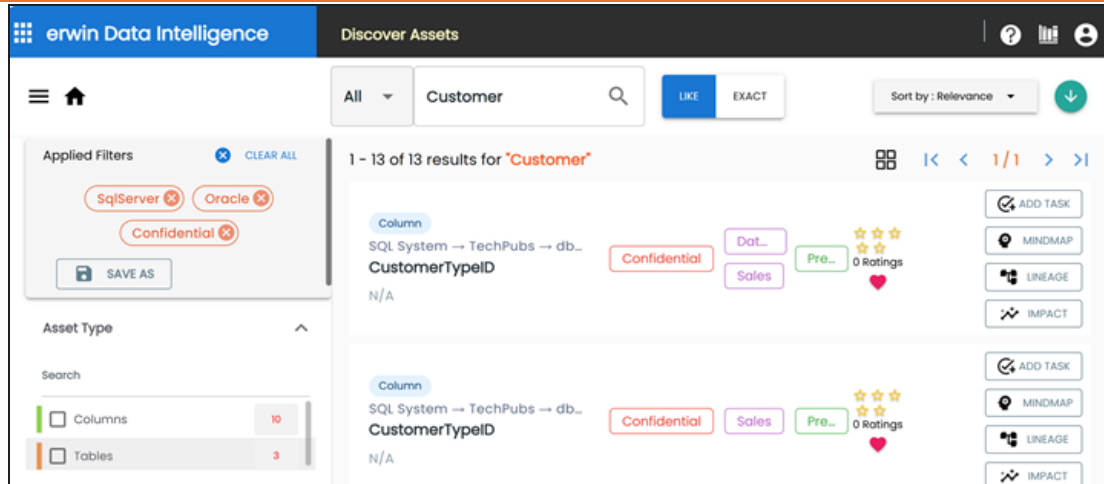 erwin Data Intelligence
Discover Assets
All
Customer
LIKE
EXACT
Sort by : Relevance
Applied Filters
CLEAR ALL
SqlServer
Oracle
Confidential
SAVE AS
Asset Type
Search
Columns 10
Tables 3
1 - 13 of 13 results for "Customer"
1/1
Column
SQL System → TechPubs → db...
CustomerTypeID
N/A
Confidential
Dat...
Sales
Pre...
0 Ratings
ADD TASK
MINDMAP
LINEAGE
IMPACT
Column
SQL System → TechPubs → db...
CustomerTypeID
N/A
Confidential
Sales
Pre...
0 Ratings
ADD TASK
MINDMAP
LINEAGE
IMPACT